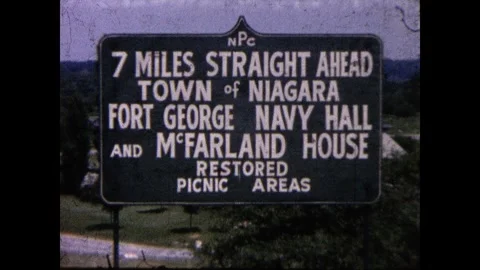 NPC
7 MILES STRAIGHT AHEAD
TOWN of NIAGARA
FORT GEORGE NAVY HALL
AND McFARLAND HOUSE
RESTORED
PICNIC AREAS